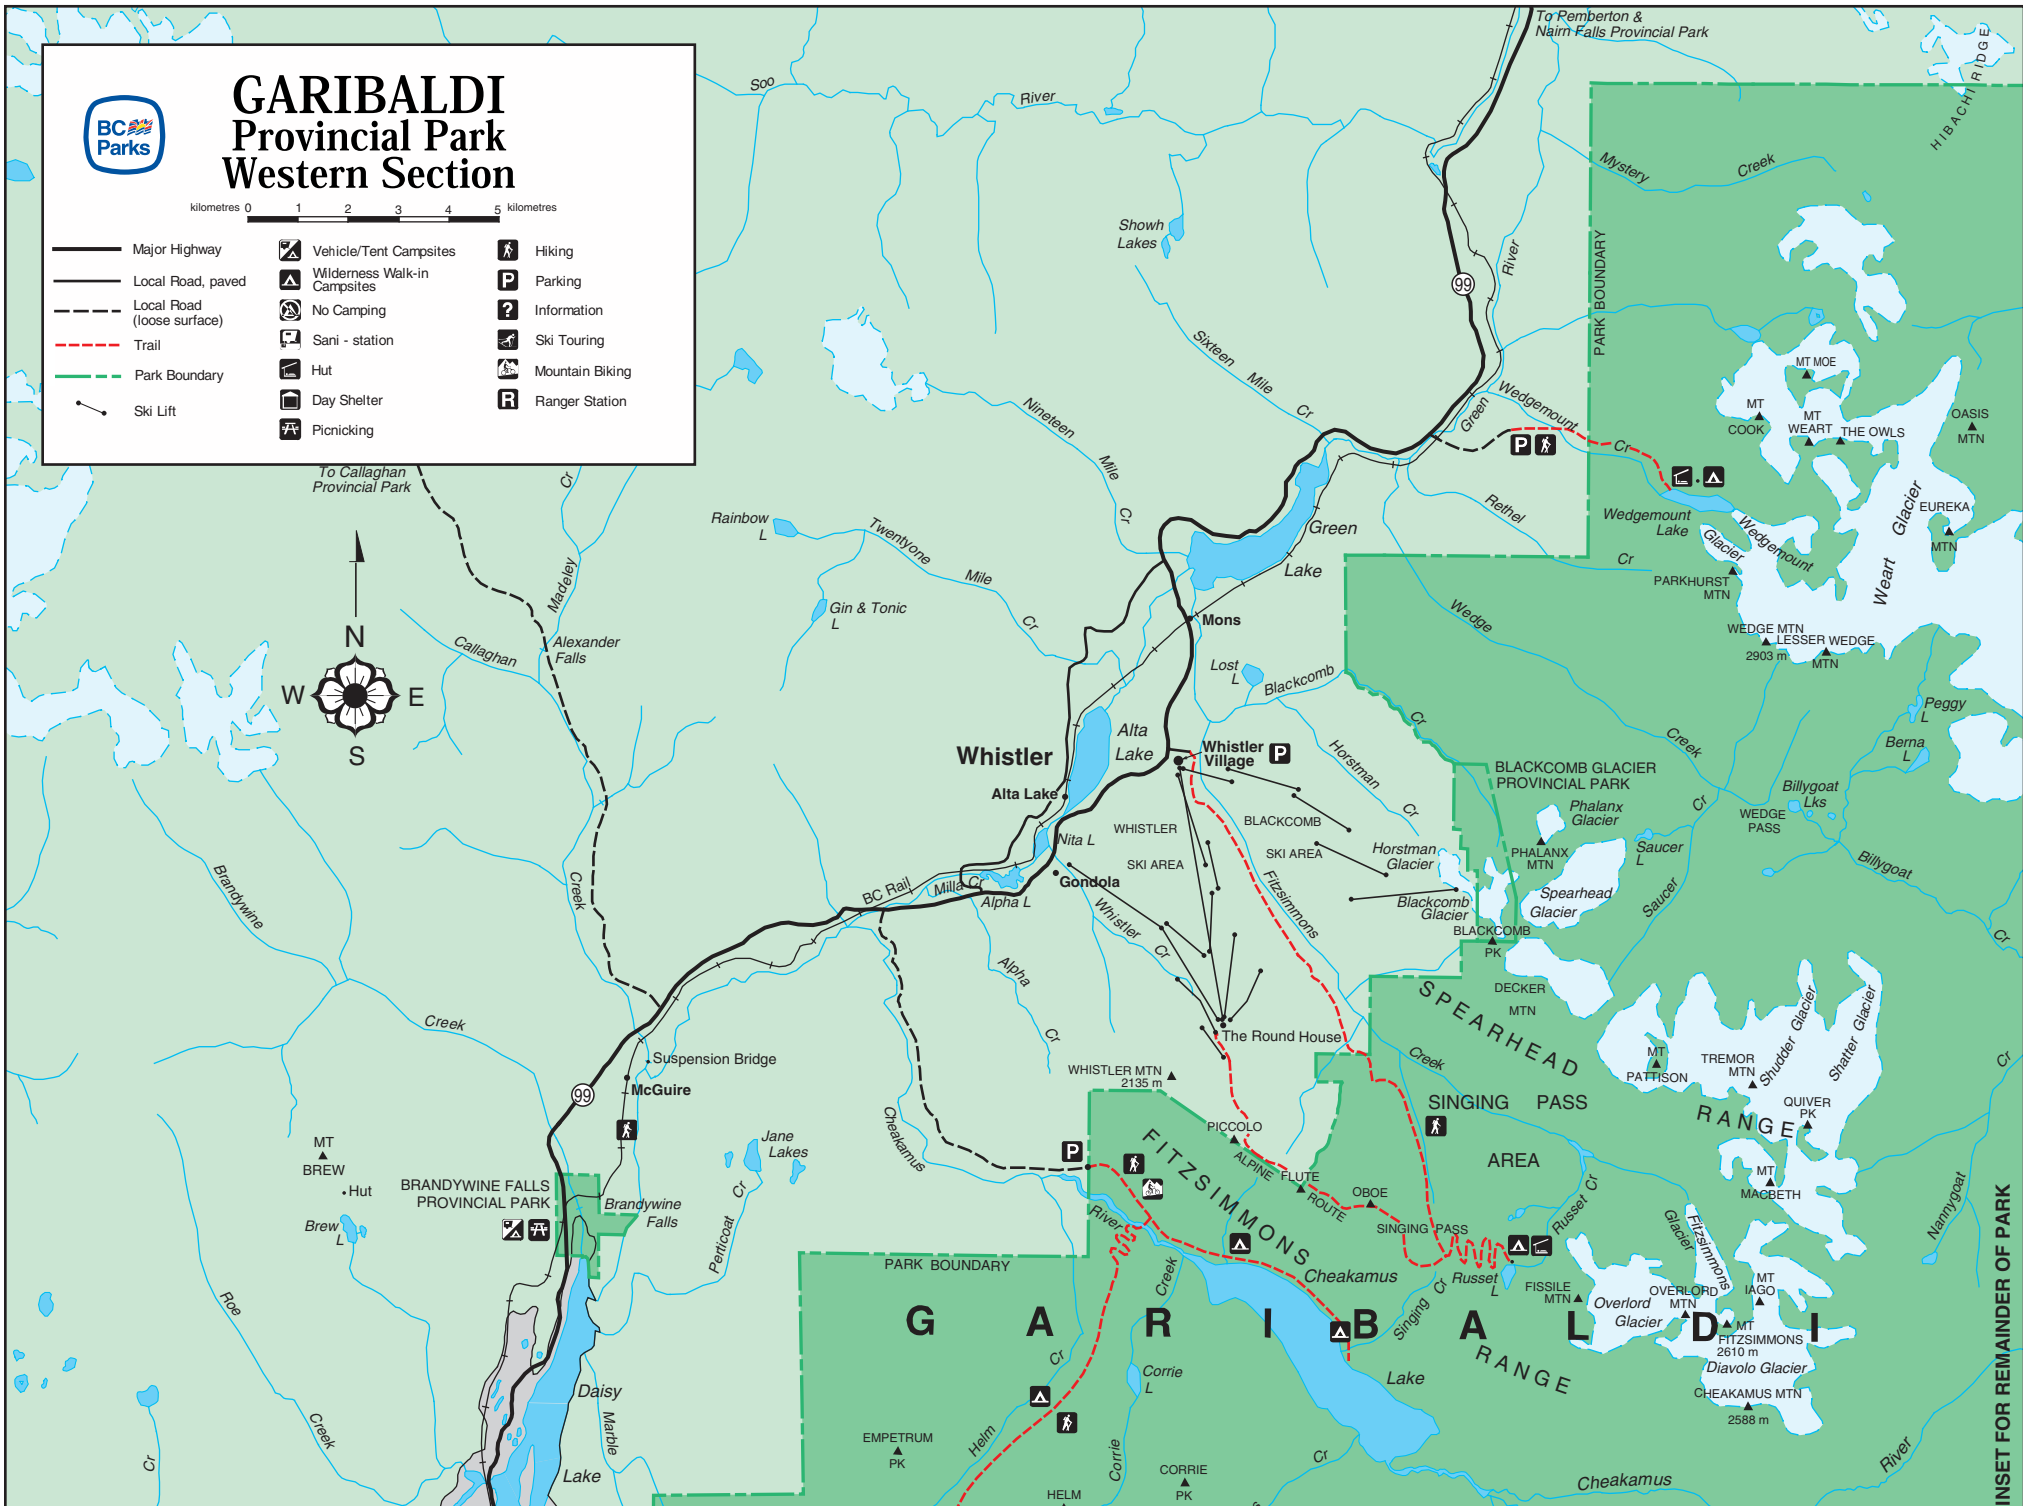 GARIBALDI
Provincial Park
Western Section
BC
Parks
kilometres 0 1 2 3 4 5 kilometres
Major Highway
Local Road, paved
Local Road
(loose surface)
Trail
Park Boundary
Ski Lift
Vehicle/Tent Campsites
Wilderness Walk-in
Campsites
No Camping
Sani - station
Hut
Day Shelter
Picnicking
Hiking
P Parking
? Information
Ski Touring
Mountain Biking
R Ranger Station
To Pemberton &
Nairn Falls Provincial Park
HIBACHI RIDGE
Soo
River
Mystery
Creek
Showh
Lakes
PARK BOUNDARY
River
99
Sixteen
Mile
Cr
Nineteen
Mile
Cr
Wedgemount
Cr
Green
P
MT MOE
MT
COOK
MT
WEART
THE OWLS
OASIS
MTN
Weart
Glacier
EUREKA
MTN
Wedgemount
Lake
Wedgemount
Glacier
PARKHURST
MTN
WEDGE MTN
2903 m
LESSER WEDGE
MTN
To Callaghan
Provincial Park
Cr
Madeley
Rainbow
L
Twentyone
Mile
Cr
Gin & Tonic
L
Green
Lake
Rethel
Cr
Wedge
Creek
Mons
N
W
E
S
Callaghan
Alexander
Falls
Lost
L
Blackcomb
Cr
Peggy
L
Berna
L
Whistler
Alta
Lake
Whistler
Village
P
Alta Lake
Horstman
Cr
BLACKCOMB GLACIER
PROVINCIAL PARK
Phalanx
Glacier
Billygoat
Lks
WEDGE
PASS
Cr
Saucer
Saucer
L
Billygoat
Cr
Nita L
WHISTLER
SKI AREA
BLACKCOMB
SKI AREA
Horstman
Glacier
PHALANX
MTN
Spearhead
Glacier
Blackcomb
Glacier
BLACKCOMB
PK
Brandywine
Creek
Creek
BC Rail
Milla Cr
Alpha L
Gondola
Whistler
Cr
Fitzsimmons
Creek
Alpha
Cr
DECKER
MTN
SPEARHEAD
RANGE
Shudder Glacier
Shatter Glacier
MT
PATTISON
TREMOR
MTN
QUIVER
PK
Cr
The Round House
WHISTLER MTN
2135 m
Suspension Bridge
McGuire
99
Cheakamus
River
SINGING PASS
AREA
MT
BREW
Hut
Brew
L
Jane
Lakes
P
PICCOLO
FITZSIMMONS
RANGE
ALPINE
ROUTE
FLUTE
OBOE
SINGING PASS
Russet Cr
MT
MACBETH
Nannygoat
BRANDYWINE FALLS
PROVINCIAL PARK
Brandywine
Falls
Perticoat
Cr
PARK BOUNDARY
Creek
Cheakamus
Lake
Singing
Cr
Russet
L
FISSILE
MTN
Fitzsimmons
Glacier
OVERLORD
MTN
MT
IAGO
Overlord
Glacier
MT
FITZSIMMONS
2610 m
Diavolo Glacier
CHEAKAMUS MTN
2588 m
GARIBALDI
Roe
Creek
Cr
Daisy
Lake
Marble
Cr
Helm
Corrie
L
Corrie
EMPETRUM
PK
HELM
CORRIE
PK
Cr
Cheakamus
River
INSET FOR REMAINDER OF PARK